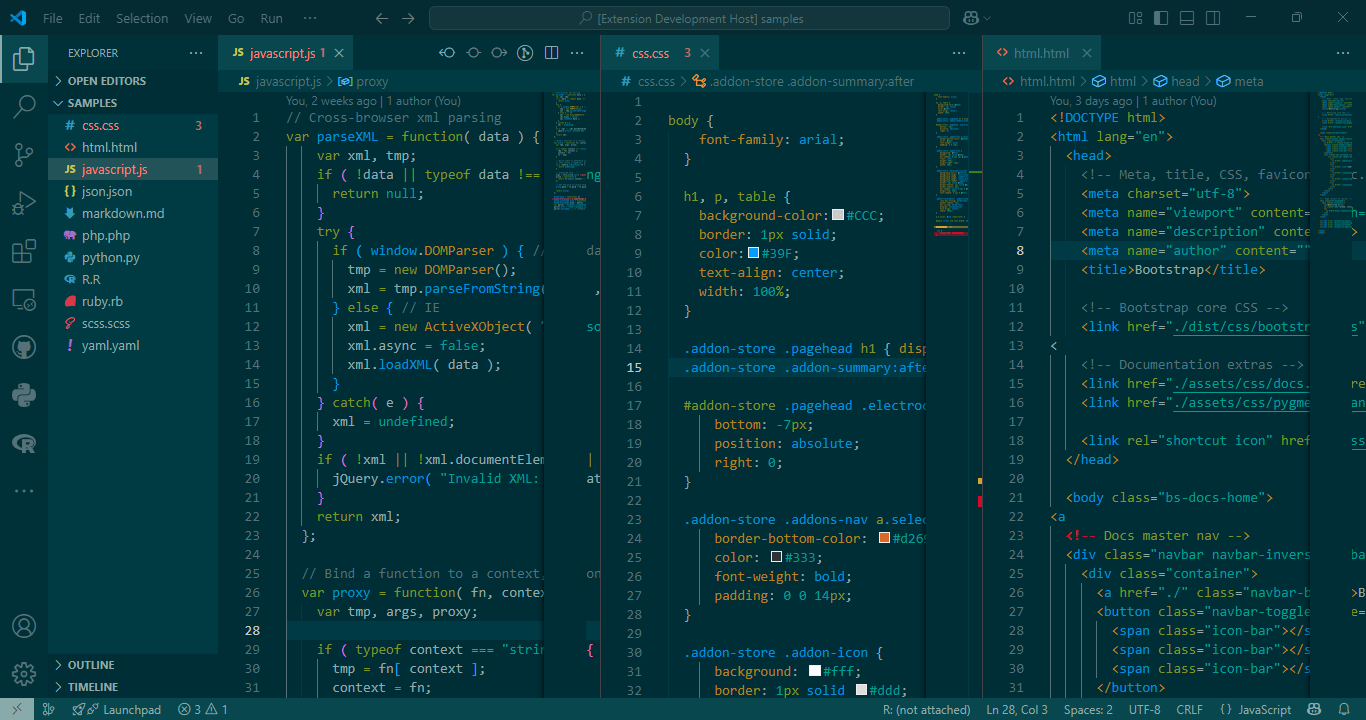 File Edit Selection View Go Run ··· [Extension Development Host] samples
EXPLORER ···
OPEN EDITORS
SAMPLES
# css.css 3
<> html.html
JS javascript.js 1
{} json.json
markdown.md
php.php
python.py
R.R
ruby.rb
scss.scss
! yaml.yaml
OUTLINE
TIMELINE
JS javascript.js 1
JS javascript.js > proxy
You, 2 weeks ago | 1 author (You)
1 // Cross-browser xml parsing
2 var parseXML = function( data ) {
3 var xml, tmp;
4 if ( !data || typeof data !== ng
5 return null;
6 }
7 try {
8 if ( window.DOMParser ) { // da
9 tmp = new DOMParser();
10 xml = tmp.parseFromString( ,
11 } else { // IE
12 xml = new ActiveXObject( " so
13 xml.async = false;
14 xml.loadXML( data );
15 }
16 } catch( e ) {
17 xml = undefined;
18 }
19 if ( !xml || !xml.documentElem |
20 jQuery.error( "Invalid XML: at
21 }
22 return xml;
23 };
24
25 // Bind a function to a context, on
26 var proxy = function( fn, contex
27 var tmp, args, proxy;
28
29 if ( typeof context === "strin {
30 tmp = fn[ context ];
31 context = fn;
# css.css 3
# css.css > .addon-store .addon-summary:after
1
2 body {
3 font-family: arial;
4 }
5
6 h1, p, table {
7 background-color: #CCC;
8 border: 1px solid;
9 color: #39F;
10 text-align: center;
11 width: 100%;
12 }
13
14 .addon-store .pagehead h1 { disp
15 .addon-store .addon-summary:afte
16
17 #addon-store .pagehead .electroc
18 bottom: -7px;
19 position: absolute;
20 right: 0;
21 }
22
23 .addon-store .addons-nav a.selec
24 border-bottom-color: #d269
25 color: #333;
26 font-weight: bold;
27 padding: 0 0 14px;
28 }
29
30 .addon-store .addon-icon {
31 background: #fff;
32 border: 1px solid #ddd;
<> html.html
<> html.html > html > head > meta
You, 3 days ago | 1 author (You)
1 <!DOCTYPE html>
2 <html lang="en">
3 <head>
4 <!-- Meta, title, CSS, favicon c.
5 <meta charset="utf-8">
6 <meta name="viewport" content= h=
7 <meta name="description" conte >
8 <meta name="author" content=""
9 <title>Bootstrap</title>
10
11 <!-- Bootstrap core CSS -->
12 <link href="./dist/css/bootstr s"
13 <
14 <!-- Documentation extras -->
15 <link href="./assets/css/docs. re
16 <link href="./assets/css/pygme an
17
18 <link rel="shortcut icon" href ss
19 </head>
20
21 <body class="bs-docs-home">
22 <a
23 <!-- Docs master nav -->
24 <div class="navbar navbar-invers ba
25 <div class="container">
26 <a href="./" class="navbar-b >B
27 <button class="navbar-toggle e=
28 <span class="icon-bar"></s
29 <span class="icon-bar"></s
30 <span class="icon-bar"></s
31 </button>
Launchpad 3 1 R: (not attached) Ln 28, Col 3 Spaces: 2 UTF-8 CRLF {} JavaScript